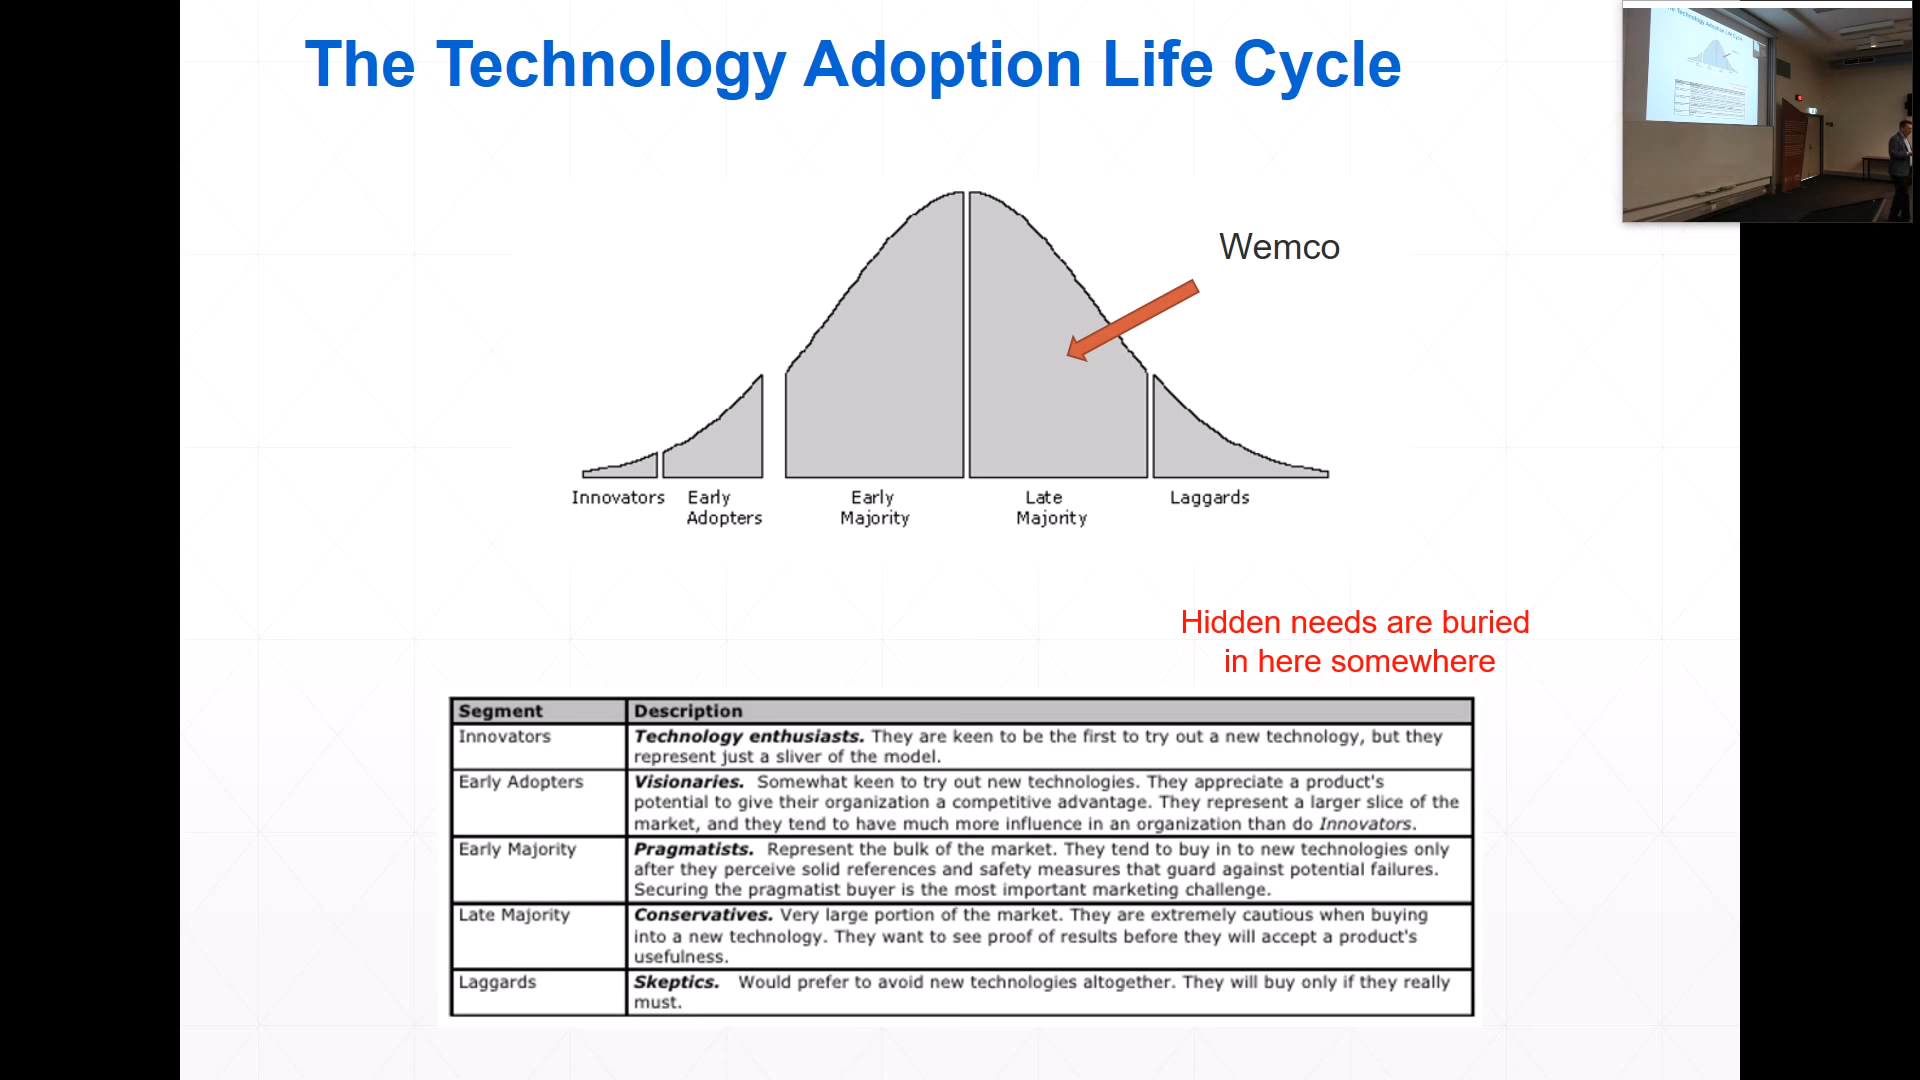 The Technology Adoption Life Cycle
Wemco
Innovators
Early
Adopters
Early
Majority
Late
Majority
Laggards
Hidden needs are buried
in here somewhere
Segment
Description
Innovators
Technology enthusiasts. They are keen to be the first to try out a new technology, but they
represent just a sliver of the model.
Early Adopters
Visionaries. Somewhat keen to try out new technologies. They appreciate a product's
potential to give their organization a competitive advantage. They represent a larger slice of the
market, and they tend to have much more influence in an organization than do Innovators.
Early Majority
Pragmatists. Represent the bulk of the market. They tend to buy in to new technologies only
after they perceive solid references and safety measures that guard against potential failures.
Securing the pragmatist buyer is the most important marketing challenge.
Late Majority
Conservatives. Very large portion of the market. They are extremely cautious when buying
into a new technology. They want to see proof of results before they will accept a product's
usefulness.
Laggards
Skeptics. Would prefer to avoid new technologies altogether. They will buy only if they really
must.